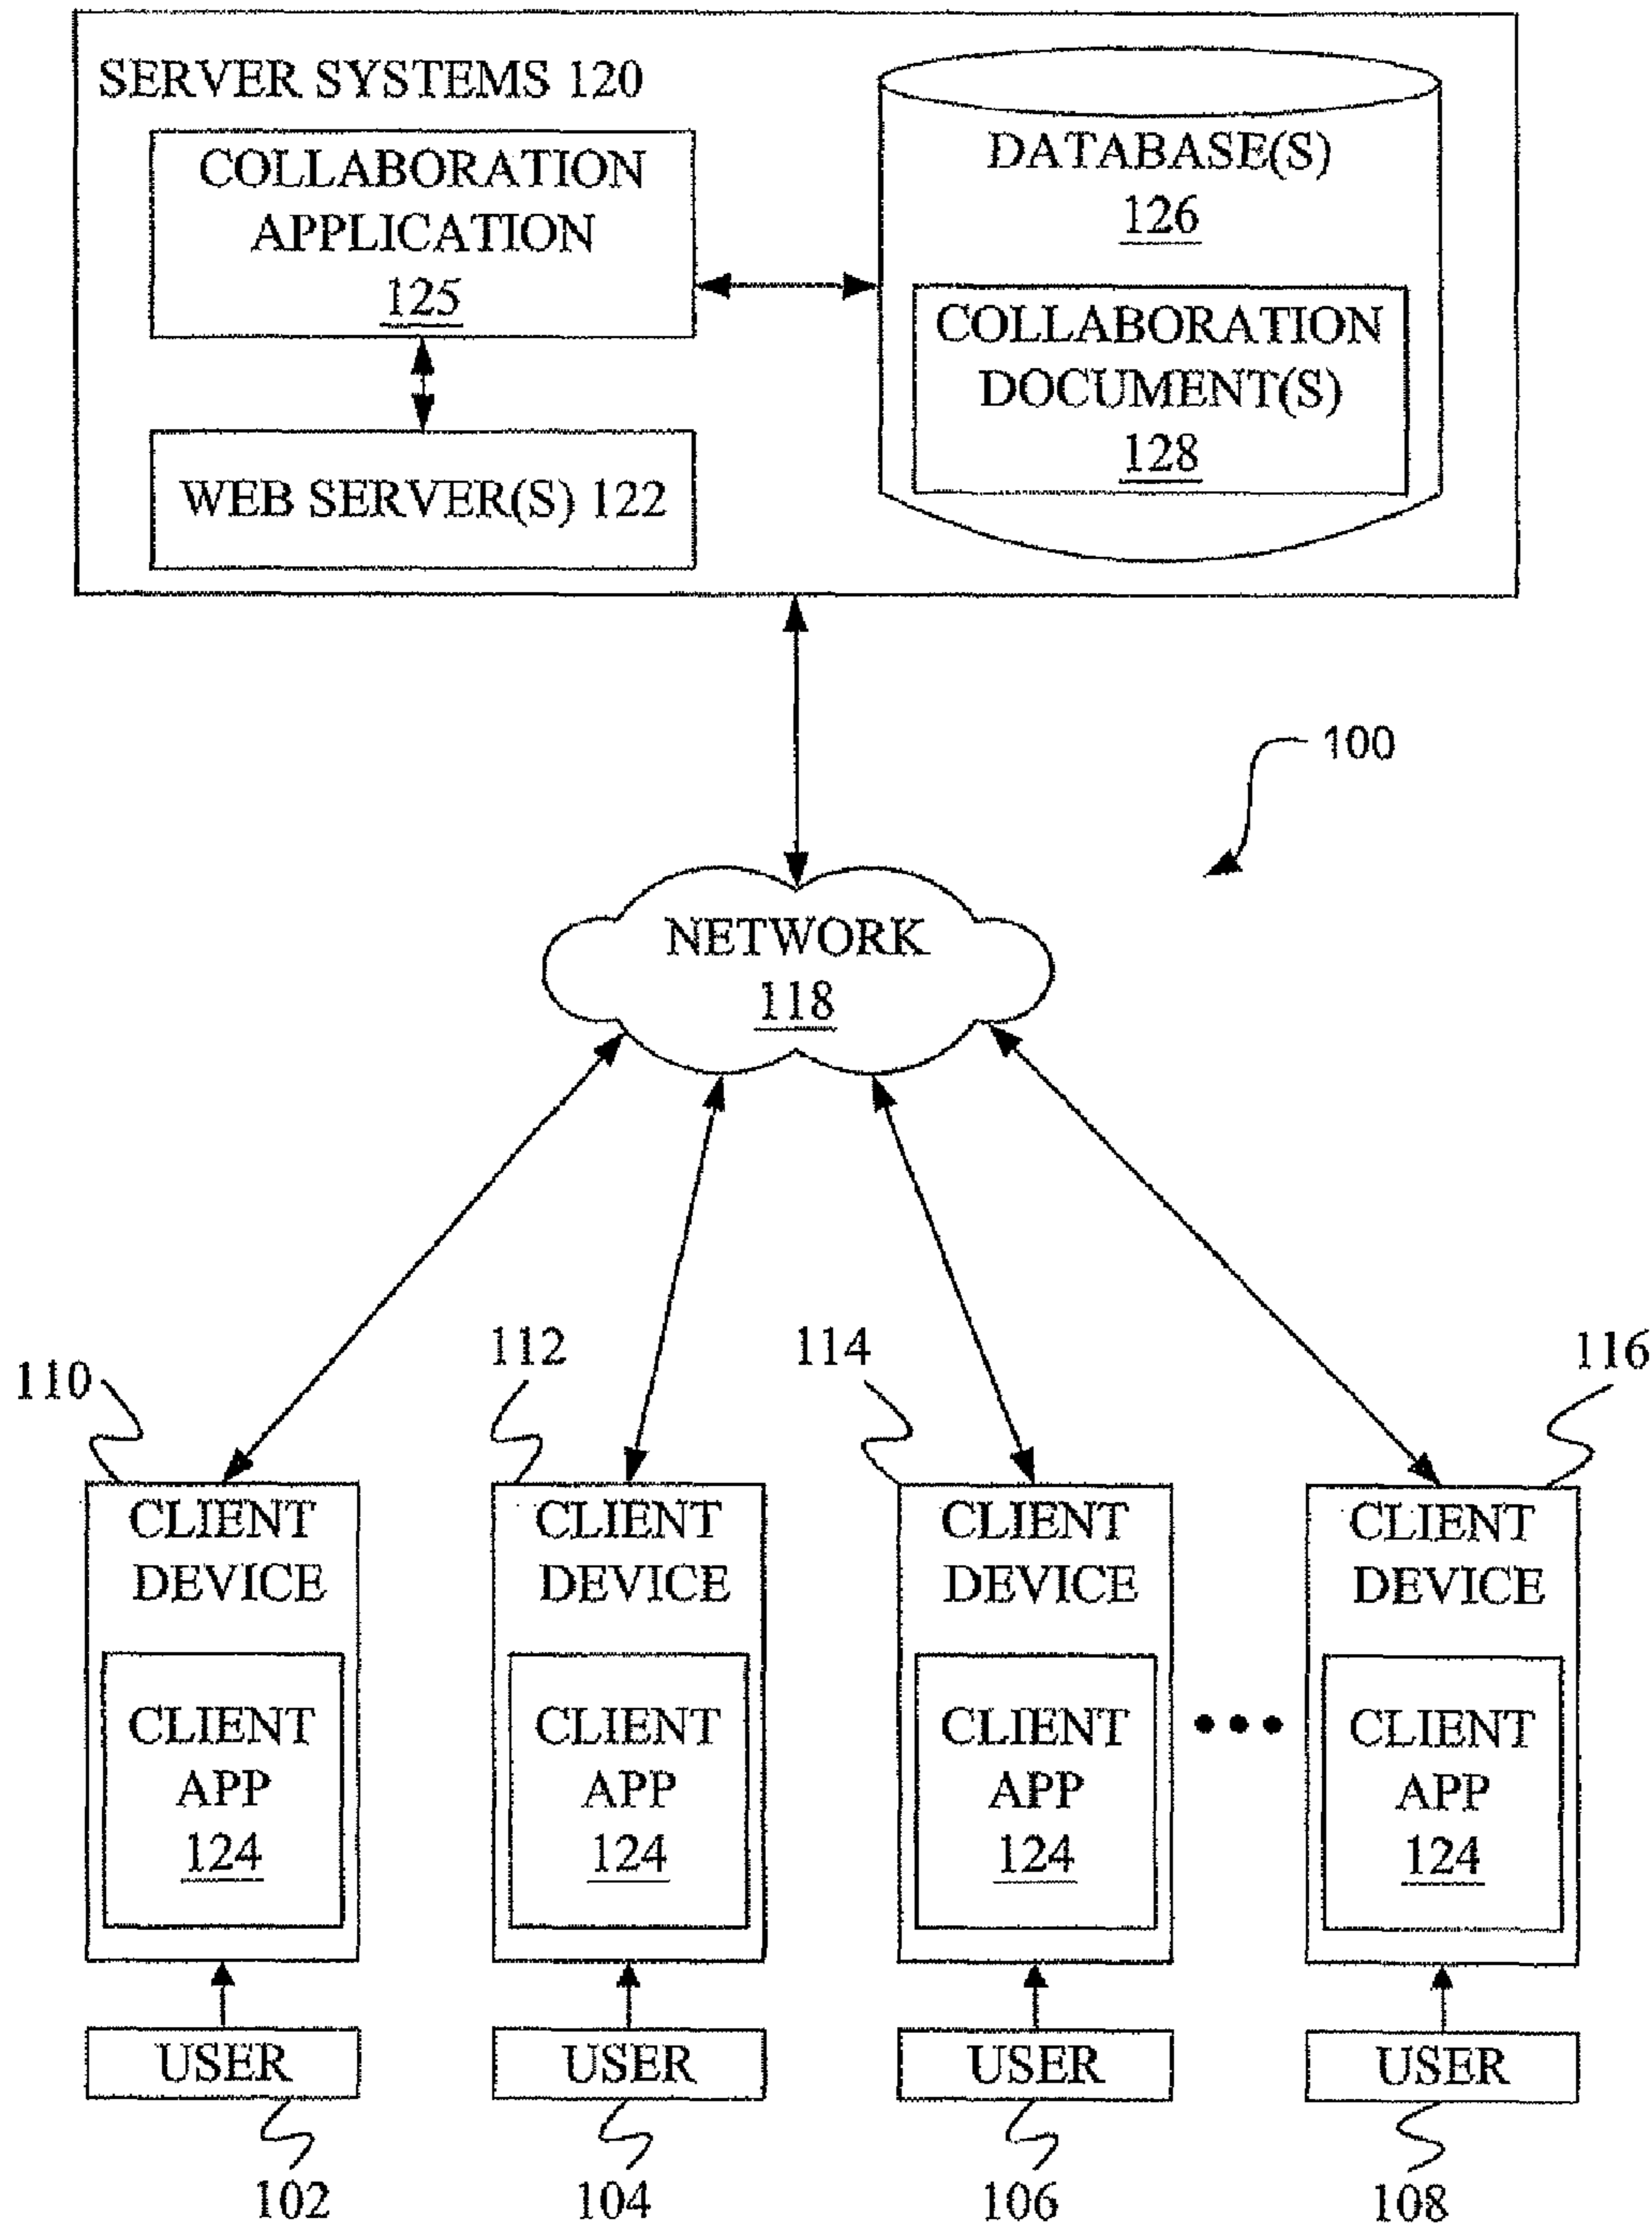 SERVER SYSTEMS 120
COLLABORATION
APPLICATION
125
WEB SERVER(S) 122
DATABASE(S)
126
COLLABORATION
DOCUMENT(S)
128
100
NETWORK
118
110
112
114
116
CLIENT
DEVICE
CLIENT
APP
124
CLIENT
DEVICE
CLIENT
APP
124
CLIENT
DEVICE
CLIENT
APP
124
CLIENT
DEVICE
CLIENT
APP
124
USER
USER
USER
USER
102
104
106
108